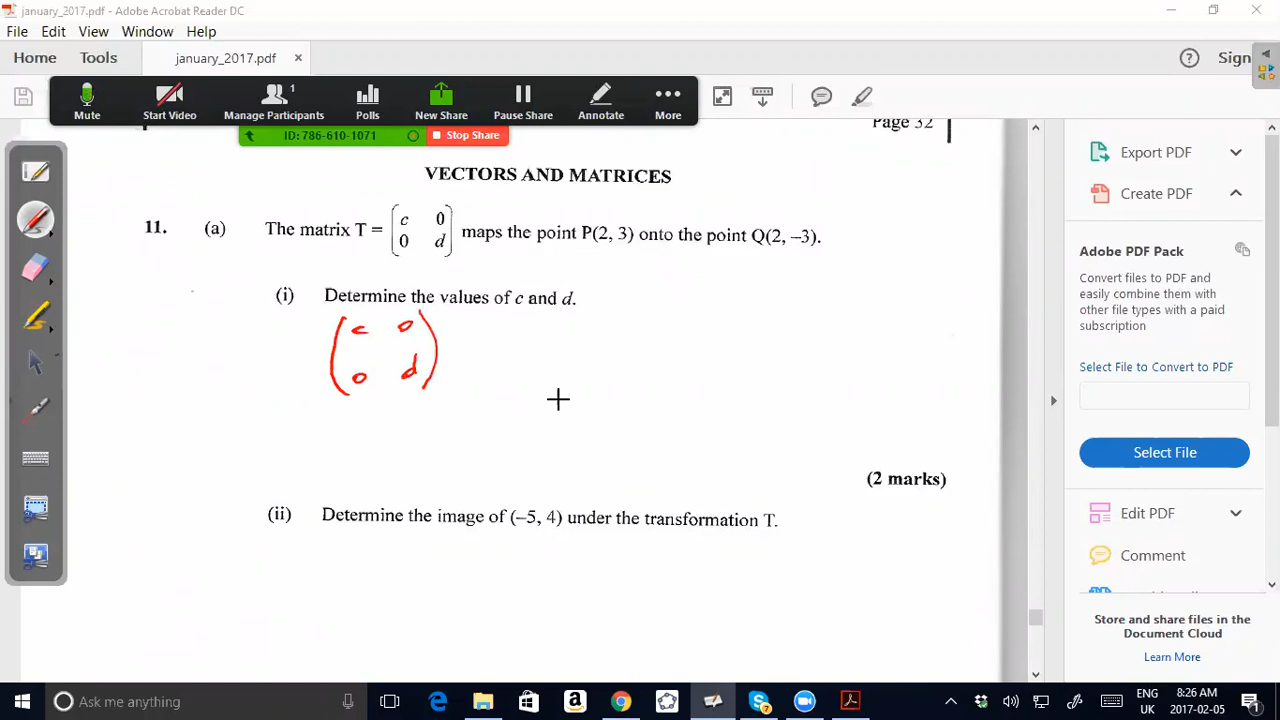 january_2017.pdf - Adobe Acrobat Reader DC
File Edit View Window Help
Home Tools january_2017.pdf × Sign
Mute Start Video Manage Participants 1 Polls New Share Pause Share Annotate More
ID: 786-610-1071 Stop Share
Page 32
VECTORS AND MATRICES
11. (a) The matrix T = ( c 0 maps the point P(2, 3) onto the point Q(2, –3).
0 d )
(i) Determine the values of c and d.
c 0
0 d
(2 marks)
(ii) Determine the image of (–5, 4) under the transformation T.
Export PDF
Create PDF
Adobe PDF Pack
Convert files to PDF and
easily combine them with
other file types with a paid
subscription
Select File to Convert to PDF
Select File
Edit PDF
Comment
Store and share files in the
Document Cloud
Learn More
Ask me anything
ENG
US
8:26 AM
2017-02-05